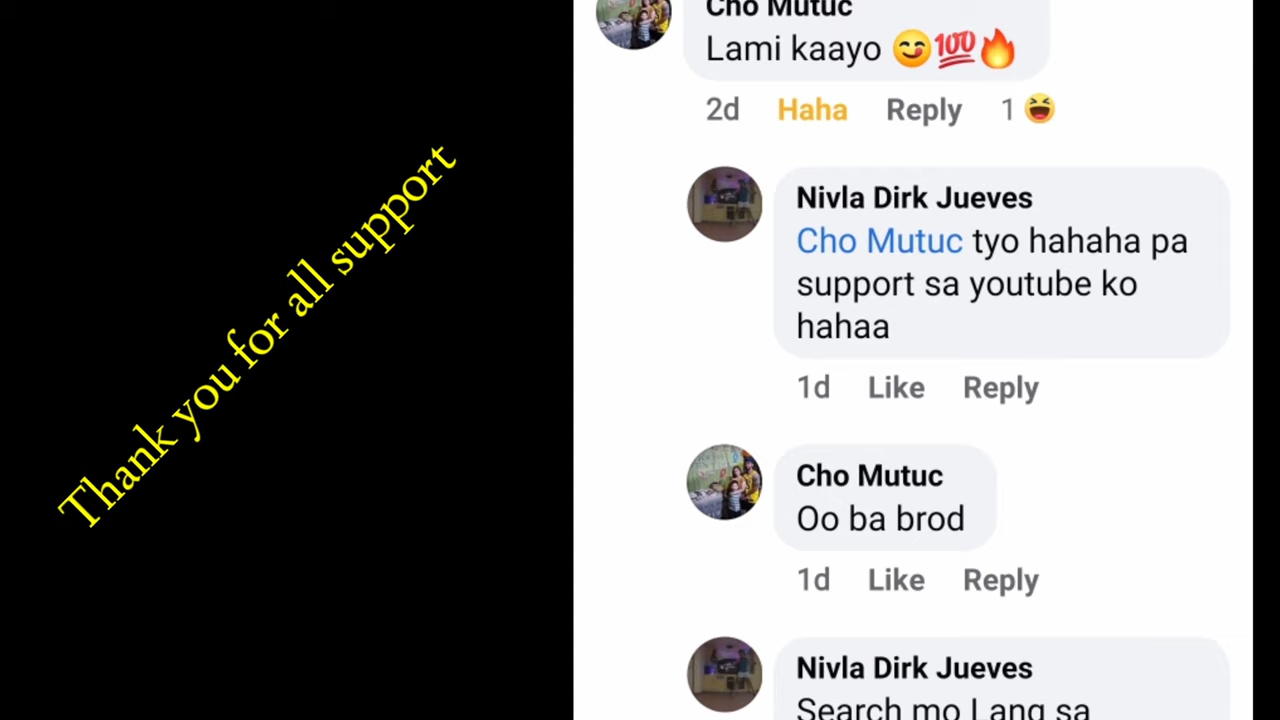 Thank you for all support
Cho Mutuc
Lami kaayo 😋💯🔥
2d Haha Reply 1 😆
Nivla Dirk Jueves
Cho Mutuc tyo hahaha pa
support sa youtube ko
hahaa
1d Like Reply
Cho Mutuc
Oo ba brod
1d Like Reply
Nivla Dirk Jueves
Search mo Lang sa